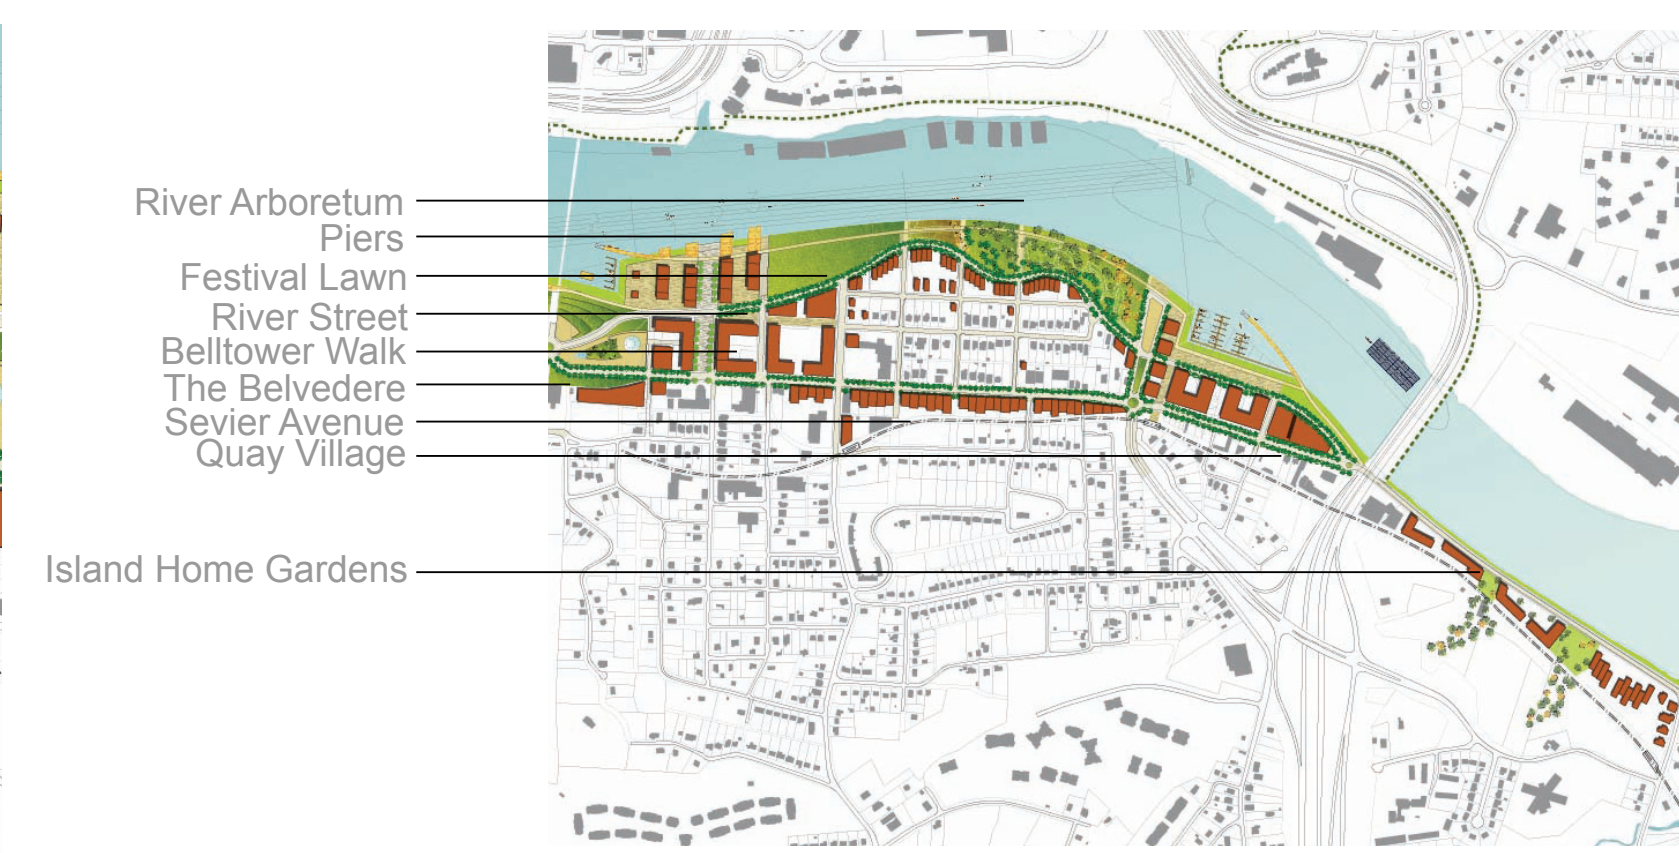 River Arboretum
Piers
Festival Lawn
River Street
Belltower Walk
The Belvedere
Sevier Avenue
Quay Village
Island Home Gardens